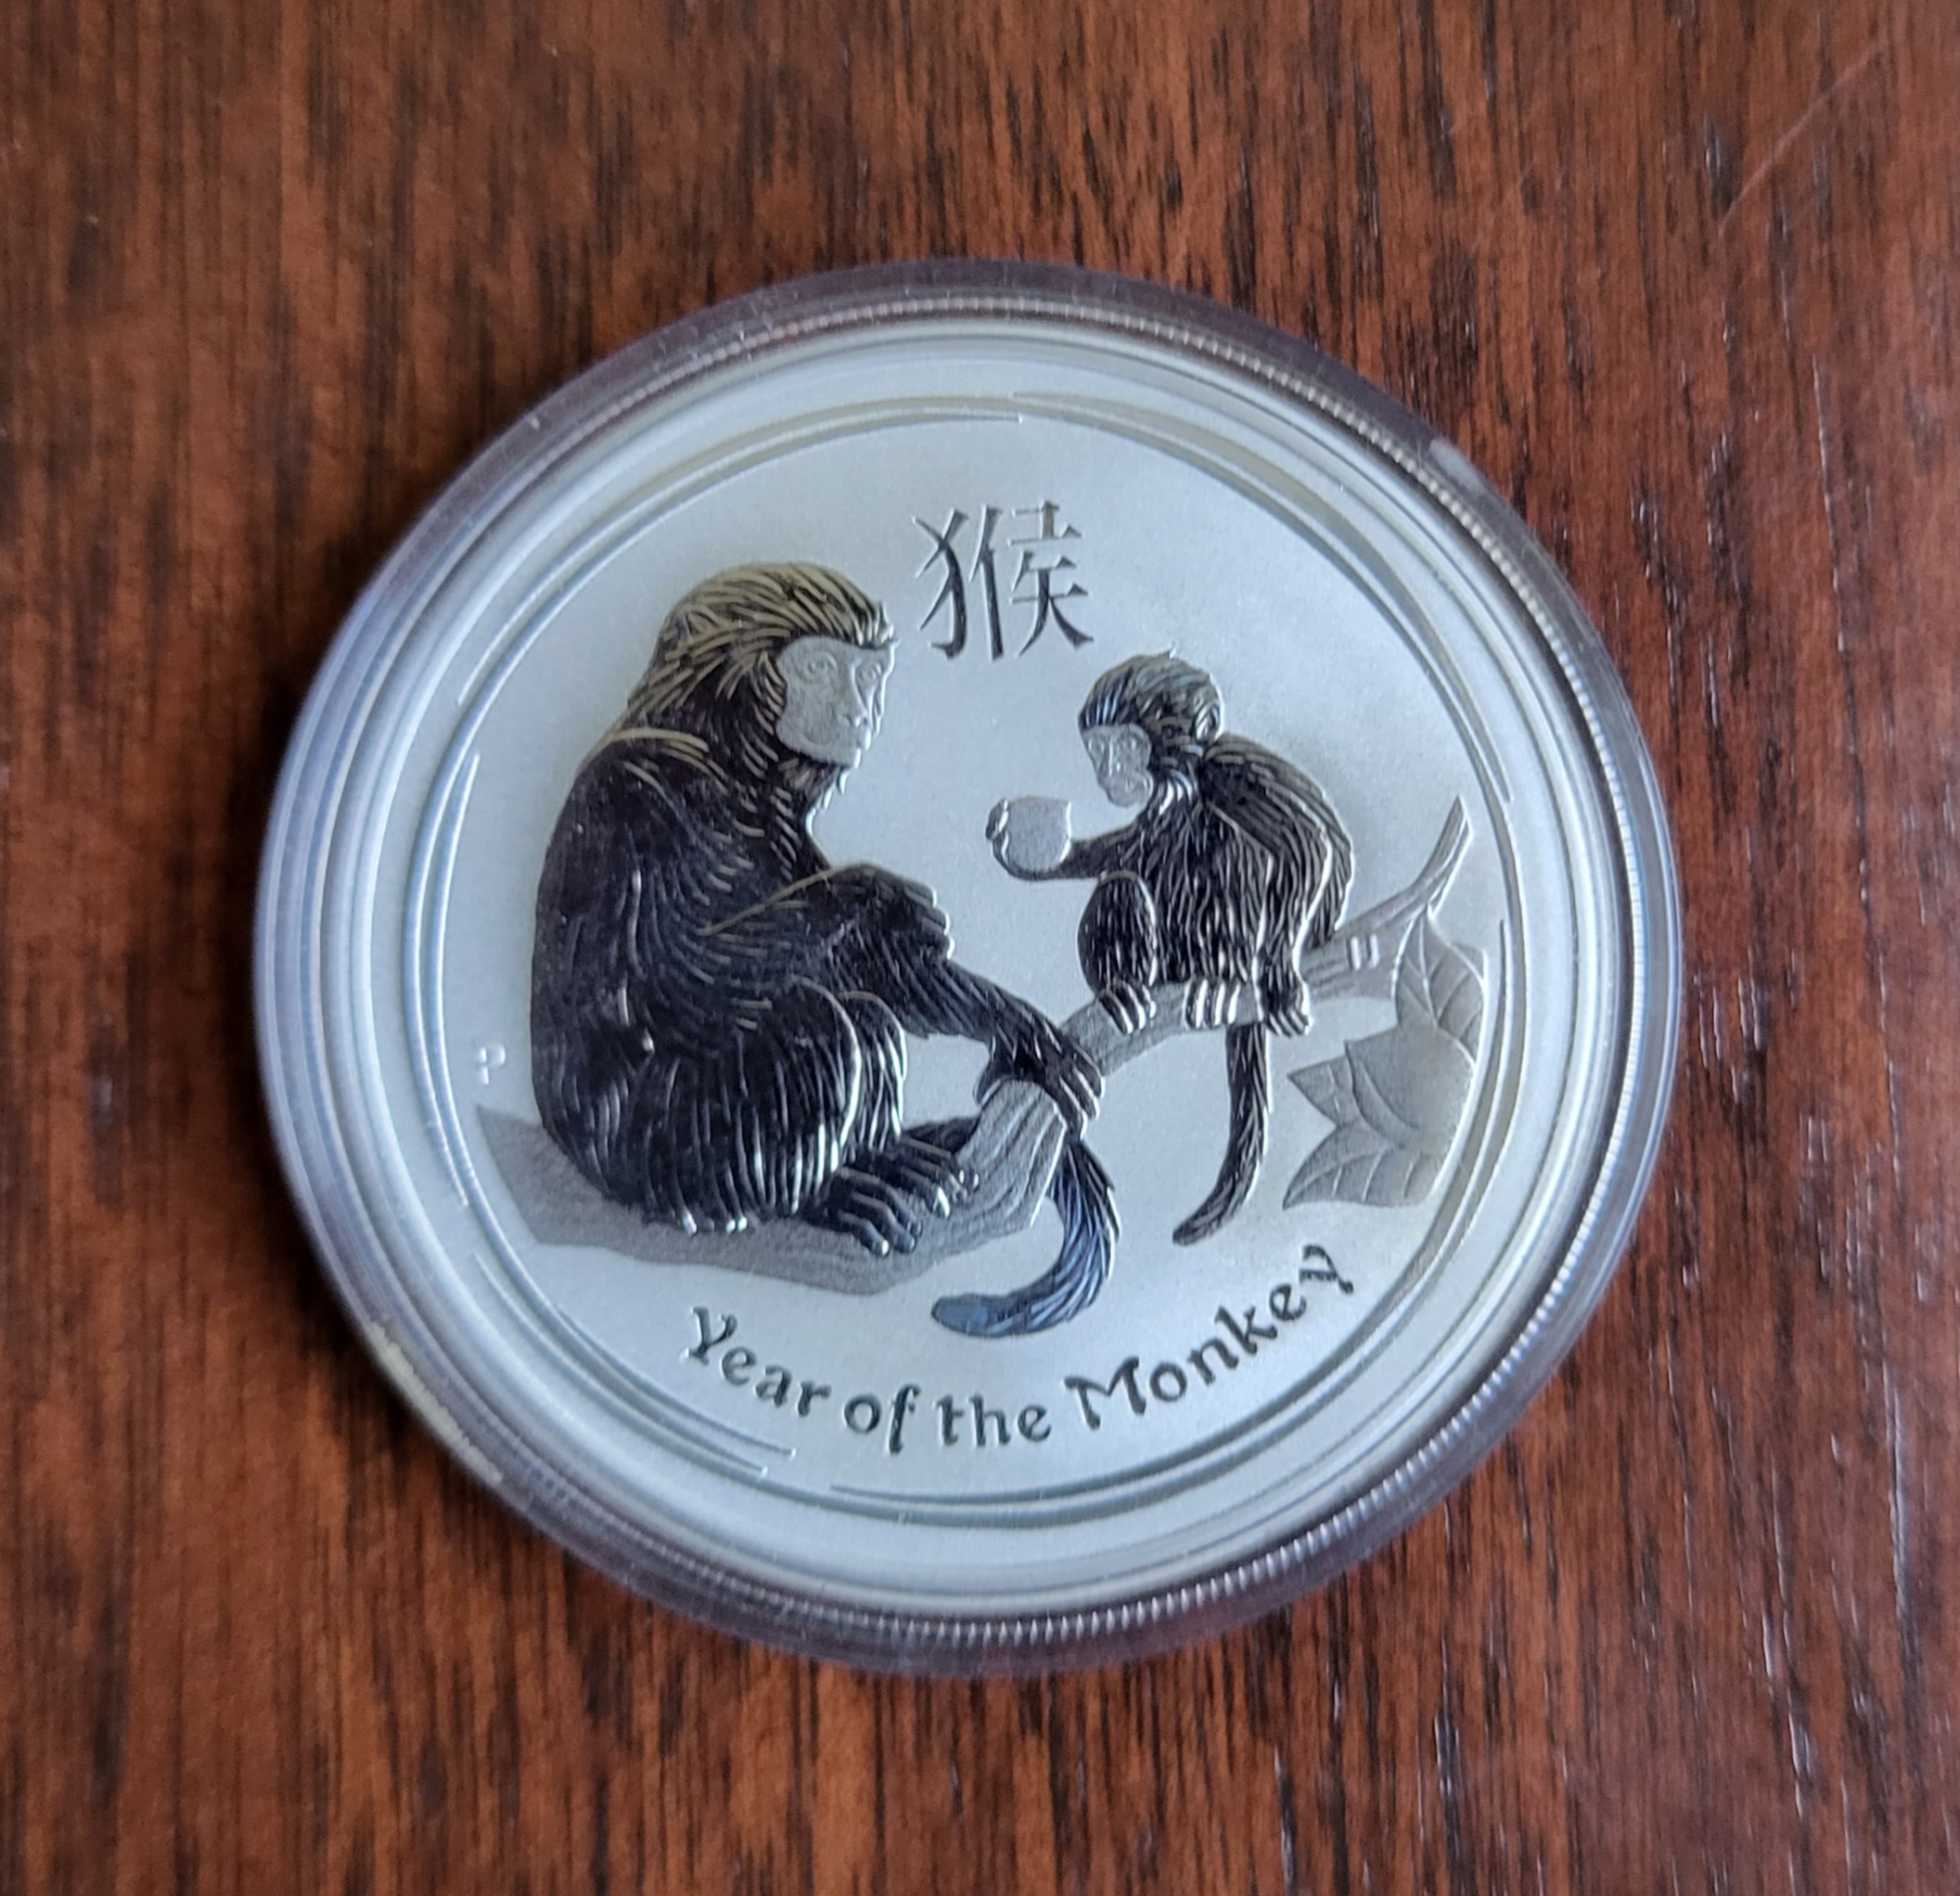 猴
P
Year of the Monkey